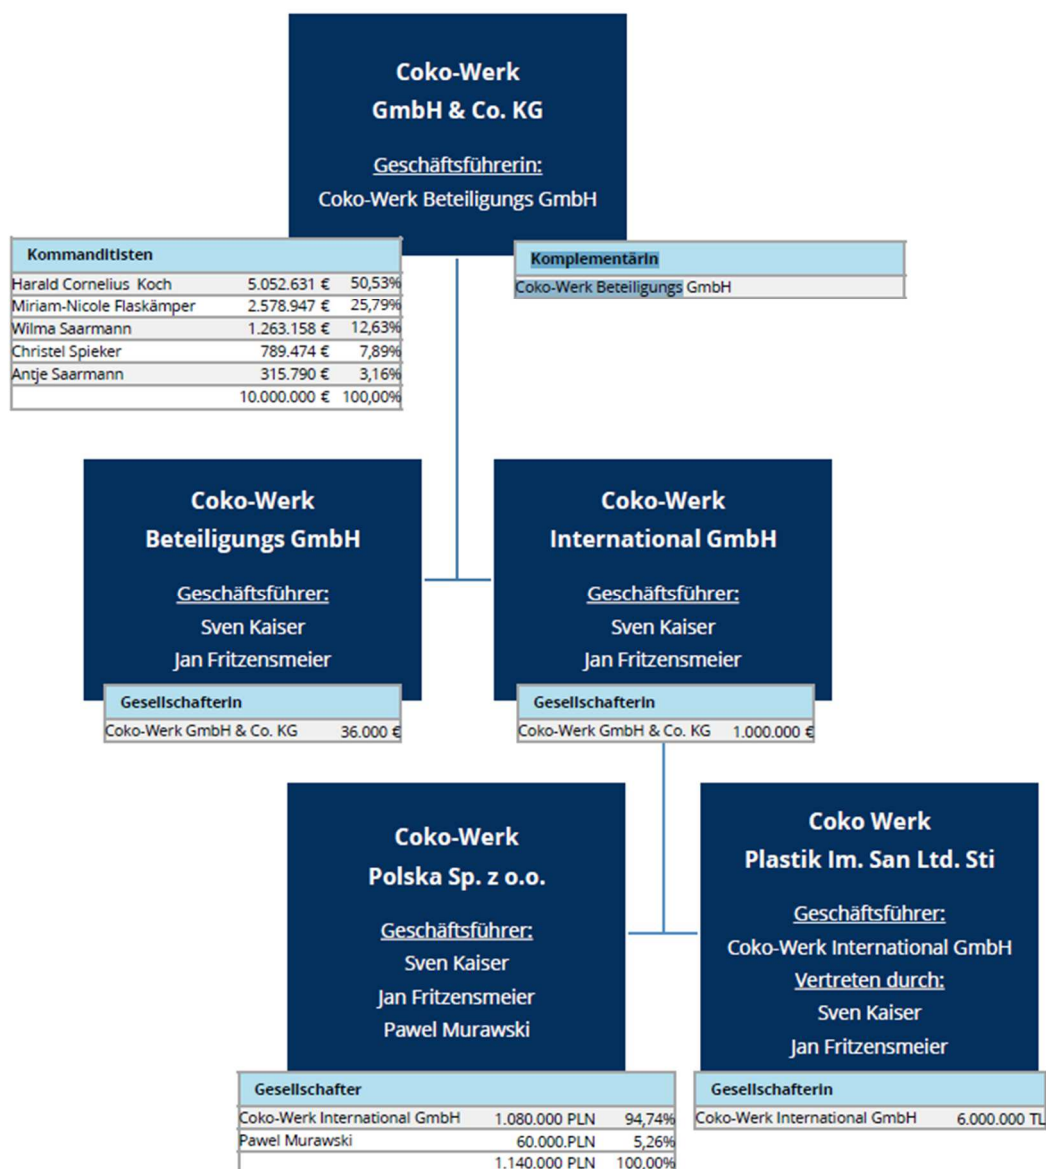 Coko-Werk
GmbH & Co. KG
Geschäftsführerin:
Coko-Werk Beteiligungs GmbH
Kommanditisten
Harald Cornelius Koch 5.052.631 € 50,53%
Miriam-Nicole Flaskämper 2.578.947 € 25,79%
Wilma Saarmann 1.263.158 € 12,63%
Christel Spieker 789.474 € 7,89%
Antje Saarmann 315.790 € 3,16%
10.000.000 € 100,00%
Komplementärin
Coko-Werk Beteiligungs GmbH
Coko-Werk
Beteiligungs GmbH
Geschäftsführer:
Sven Kaiser
Jan Fritzensmeier
Gesellschafterin
Coko-Werk GmbH & Co. KG 36.000 €
Coko-Werk
International GmbH
Geschäftsführer:
Sven Kaiser
Jan Fritzensmeier
Gesellschafterin
Coko-Werk GmbH & Co. KG 1.000.000 €
Coko-Werk
Polska Sp. z o.o.
Geschäftsführer:
Sven Kaiser
Jan Fritzensmeier
Pawel Murawski
Gesellschafter
Coko-Werk International GmbH 1.080.000 PLN 94,74%
Pawel Murawski 60.000.PLN 5,26%
1.140.000 PLN 100,00%
Coko Werk
Plastik Im. San Ltd. Sti
Geschäftsführer:
Coko-Werk International GmbH
Vertreten durch:
Sven Kaiser
Jan Fritzensmeier
Gesellschafterin
Coko-Werk International GmbH 6.000.000 TL